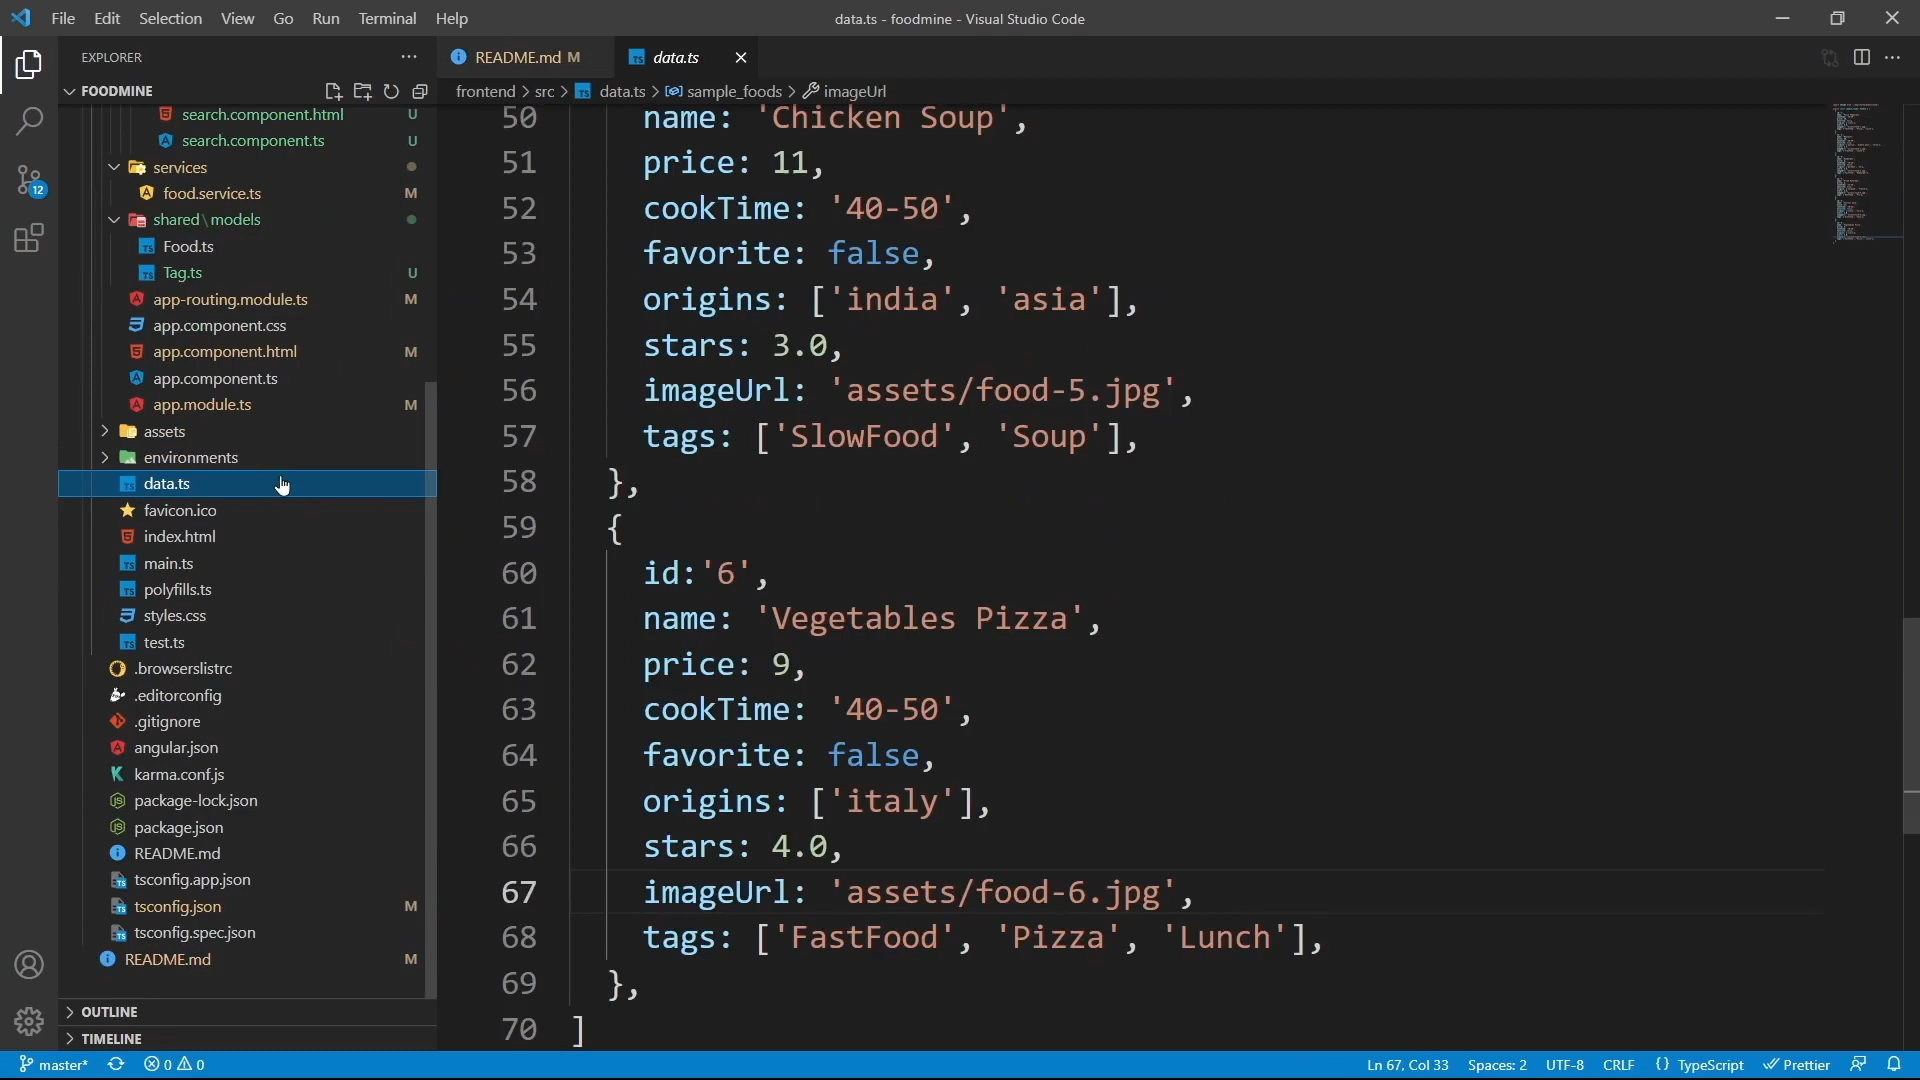 File Edit Selection View Go Run Terminal Help
data.ts - foodmine - Visual Studio Code
EXPLORER
FOODMINE
search.component.html U
search.component.ts U
services
food.service.ts M
shared\models
Food.ts
Tag.ts U
app-routing.module.ts M
app.component.css
app.component.html M
app.component.ts
app.module.ts M
assets
environments
data.ts
favicon.ico
index.html
main.ts
polyfills.ts
styles.css
test.ts
.browserslistrc
.editorconfig
.gitignore
angular.json
karma.conf.js
package-lock.json
package.json
README.md
tsconfig.app.json
tsconfig.json M
tsconfig.spec.json
README.md M
OUTLINE
TIMELINE
12
README.md M
data.ts
frontend > src > data.ts > sample_foods > imageUrl
50 name: 'Chicken Soup',
51 price: 11,
52 cookTime: '40-50',
53 favorite: false,
54 origins: ['india', 'asia'],
55 stars: 3.0,
56 imageUrl: 'assets/food-5.jpg',
57 tags: ['SlowFood', 'Soup'],
58 },
59 {
60 id:'6',
61 name: 'Vegetables Pizza',
62 price: 9,
63 cookTime: '40-50',
64 favorite: false,
65 origins: ['italy'],
66 stars: 4.0,
67 imageUrl: 'assets/food-6.jpg',
68 tags: ['FastFood', 'Pizza', 'Lunch'],
69 },
70 ]
master* 0 0
Ln 67, Col 33 Spaces: 2 UTF-8 CRLF {} TypeScript Prettier